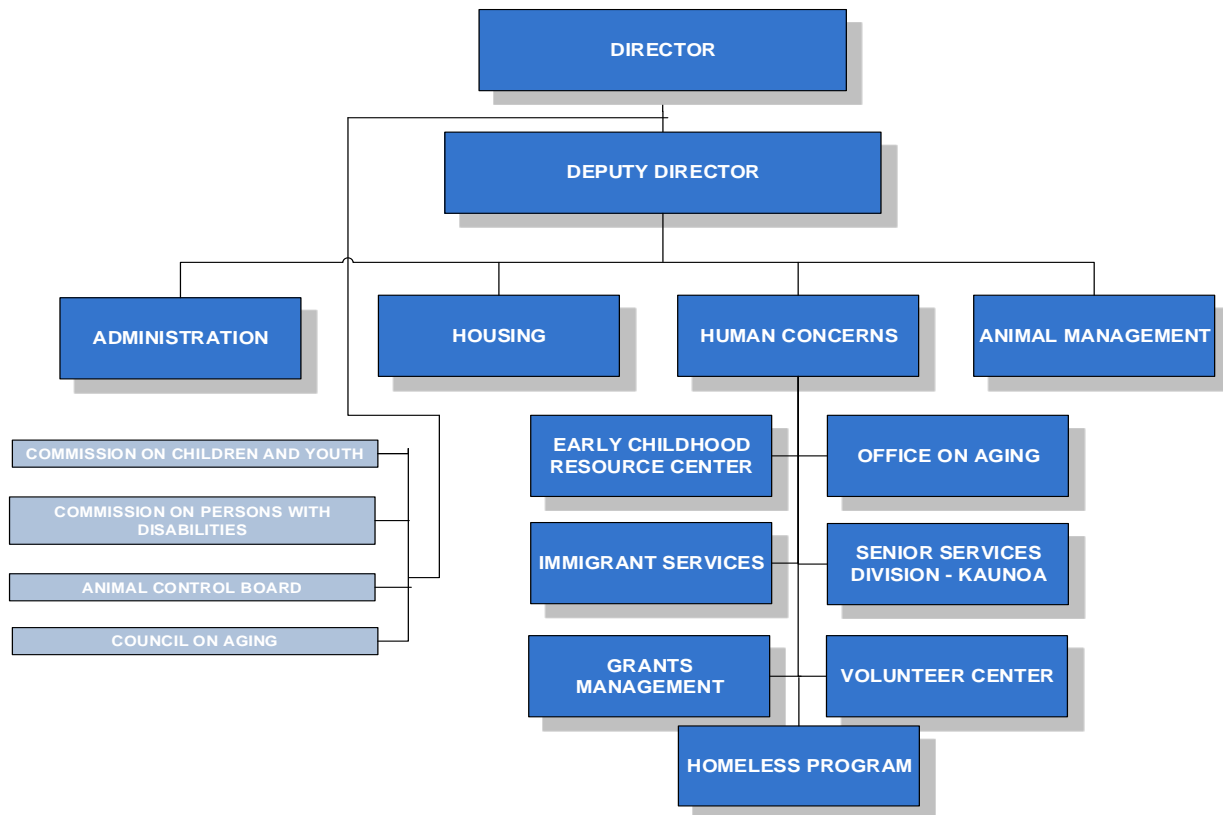 DIRECTOR
DEPUTY DIRECTOR
ADMINISTRATION
HOUSING
HUMAN CONCERNS
ANIMAL MANAGEMENT
COMMISSION ON CHILDREN AND YOUTH
COMMISSION ON PERSONS WITH
DISABILITIES
ANIMAL CONTROL BOARD
COUNCIL ON AGING
EARLY CHILDHOOD
RESOURCE CENTER
OFFICE ON AGING
IMMIGRANT SERVICES
SENIOR SERVICES
DIVISION - KAUNOA
GRANTS
MANAGEMENT
VOLUNTEER CENTER
HOMELESS PROGRAM